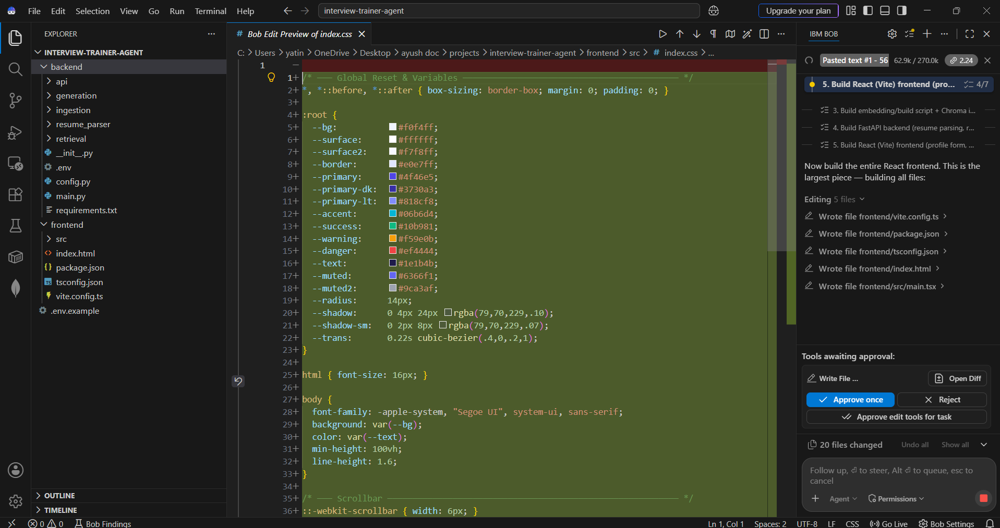 File Edit Selection View Go Run Terminal Help
interview-trainer-agent
Upgrade your plan
EXPLORER
INTERVIEW-TRAINER-AGENT
backend
api
generation
ingestion
resume_parser
retrieval
__init__.py
.env
config.py
main.py
requirements.txt
frontend
src
index.html
package.json
tsconfig.json
vite.config.ts
.env.example
OUTLINE
TIMELINE
# Bob Edit Preview of index.css
C: > Users > yatin > OneDrive > Desktop > ayush doc > projects > interview-trainer-agent > frontend > src > # index.css > ...
1 —
1+ /* ── Global Reset & Variables ────────────────────── */
2+ *, *::before, *::after { box-sizing: border-box; margin: 0; padding: 0; }
3+
4+ :root {
5+ --bg: #f0f4ff;
6+ --surface: #ffffff;
7+ --surface2: #f7f8ff;
8+ --border: #e0e7ff;
9+ --primary: #4f46e5;
10+ --primary-dk: #3730a3;
11+ --primary-lt: #818cf8;
12+ --accent: #06b6d4;
13+ --success: #10b981;
14+ --warning: #f59e0b;
15+ --danger: #ef4444;
16+ --text: #1e1b4b;
17+ --muted: #6366f1;
18+ --muted2: #9ca3af;
19+ --radius: 14px;
20+ --shadow: 0 4px 24px rgba(79,70,229,.10);
21+ --shadow-sm: 0 2px 8px rgba(79,70,229,.07);
22+ --trans: 0.22s cubic-bezier(.4,0,.2,1);
23+ }
24+
25+ html { font-size: 16px; }
26+
27+ body {
28+ font-family: -apple-system, "Segoe UI", system-ui, sans-serif;
29+ background: var(--bg);
30+ color: var(--text);
31+ min-height: 100vh;
32+ line-height: 1.6;
33+ }
34+
35+ /* ── Scrollbar ────────────────────────────── */
36+ ::-webkit-scrollbar { width: 6px; }
IBM BOB
Pasted text #1 - 56 62.9k / 270.0k 2.24
5. Build React (Vite) frontend (pro... 4/7
3. Build embedding/build script + Chroma i...
4. Build FastAPI backend (resume parsing, r...
5. Build React (Vite) frontend (profile form, ...
Now build the entire React frontend. This is the
largest piece — building all files:
Editing 5 files
Wrote file frontend/vite.config.ts >
Wrote file frontend/package.json >
Wrote file frontend/tsconfig.json >
Wrote file frontend/index.html >
Wrote file frontend/src/main.tsx >
Tools awaiting approval:
Write File ... Open Diff
Approve once Reject
Approve edit tools for task
20 files changed Undo all Show all
Follow up, ⏎ to steer, Alt ⏎ to queue, esc to
cancel
Agent Permissions
0 0 Bob Findings
Ln 1, Col 1 Spaces: 2 UTF-8 LF CSS Go Live Bob Settings